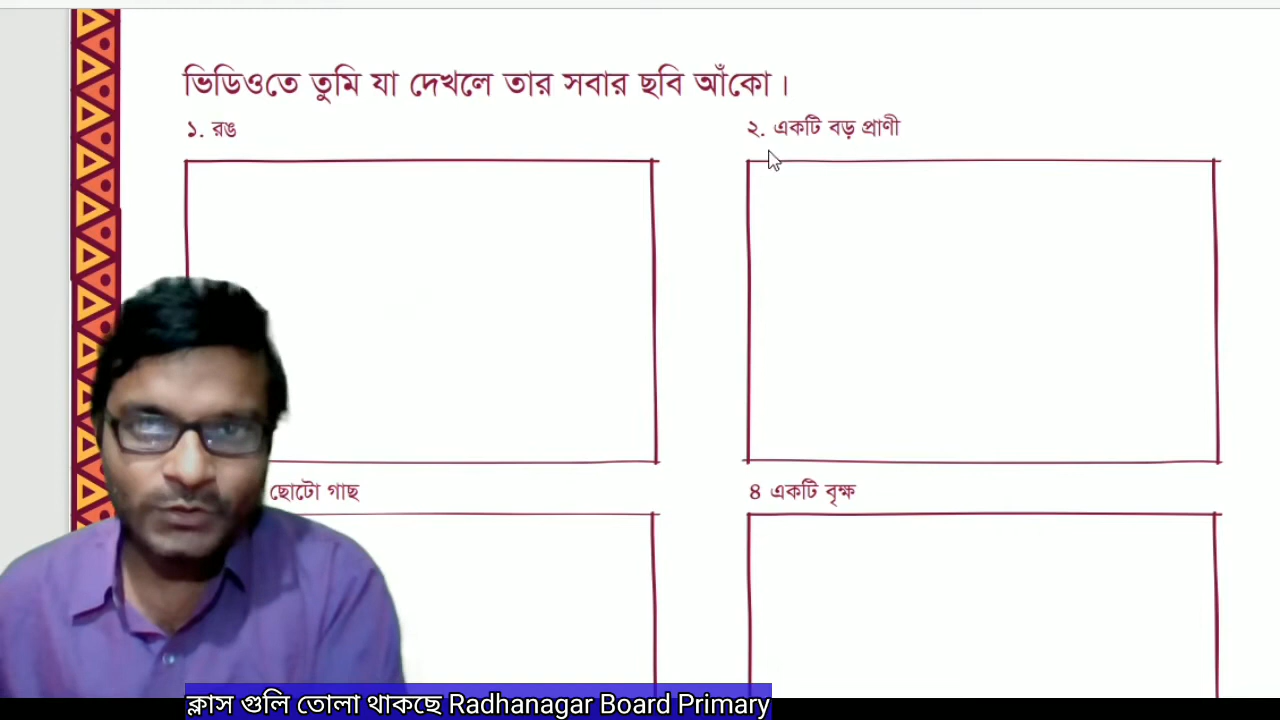 ভিডিওতে তুমি যা দেখলে তার সবার ছবি আঁকো।
১. রঙ
২. একটি বড় প্রাণী
ছোটো গাছ
৪ একটি বৃক্ষ
ক্লাস গুলি তোলা থাকছে Radhanagar Board Primary